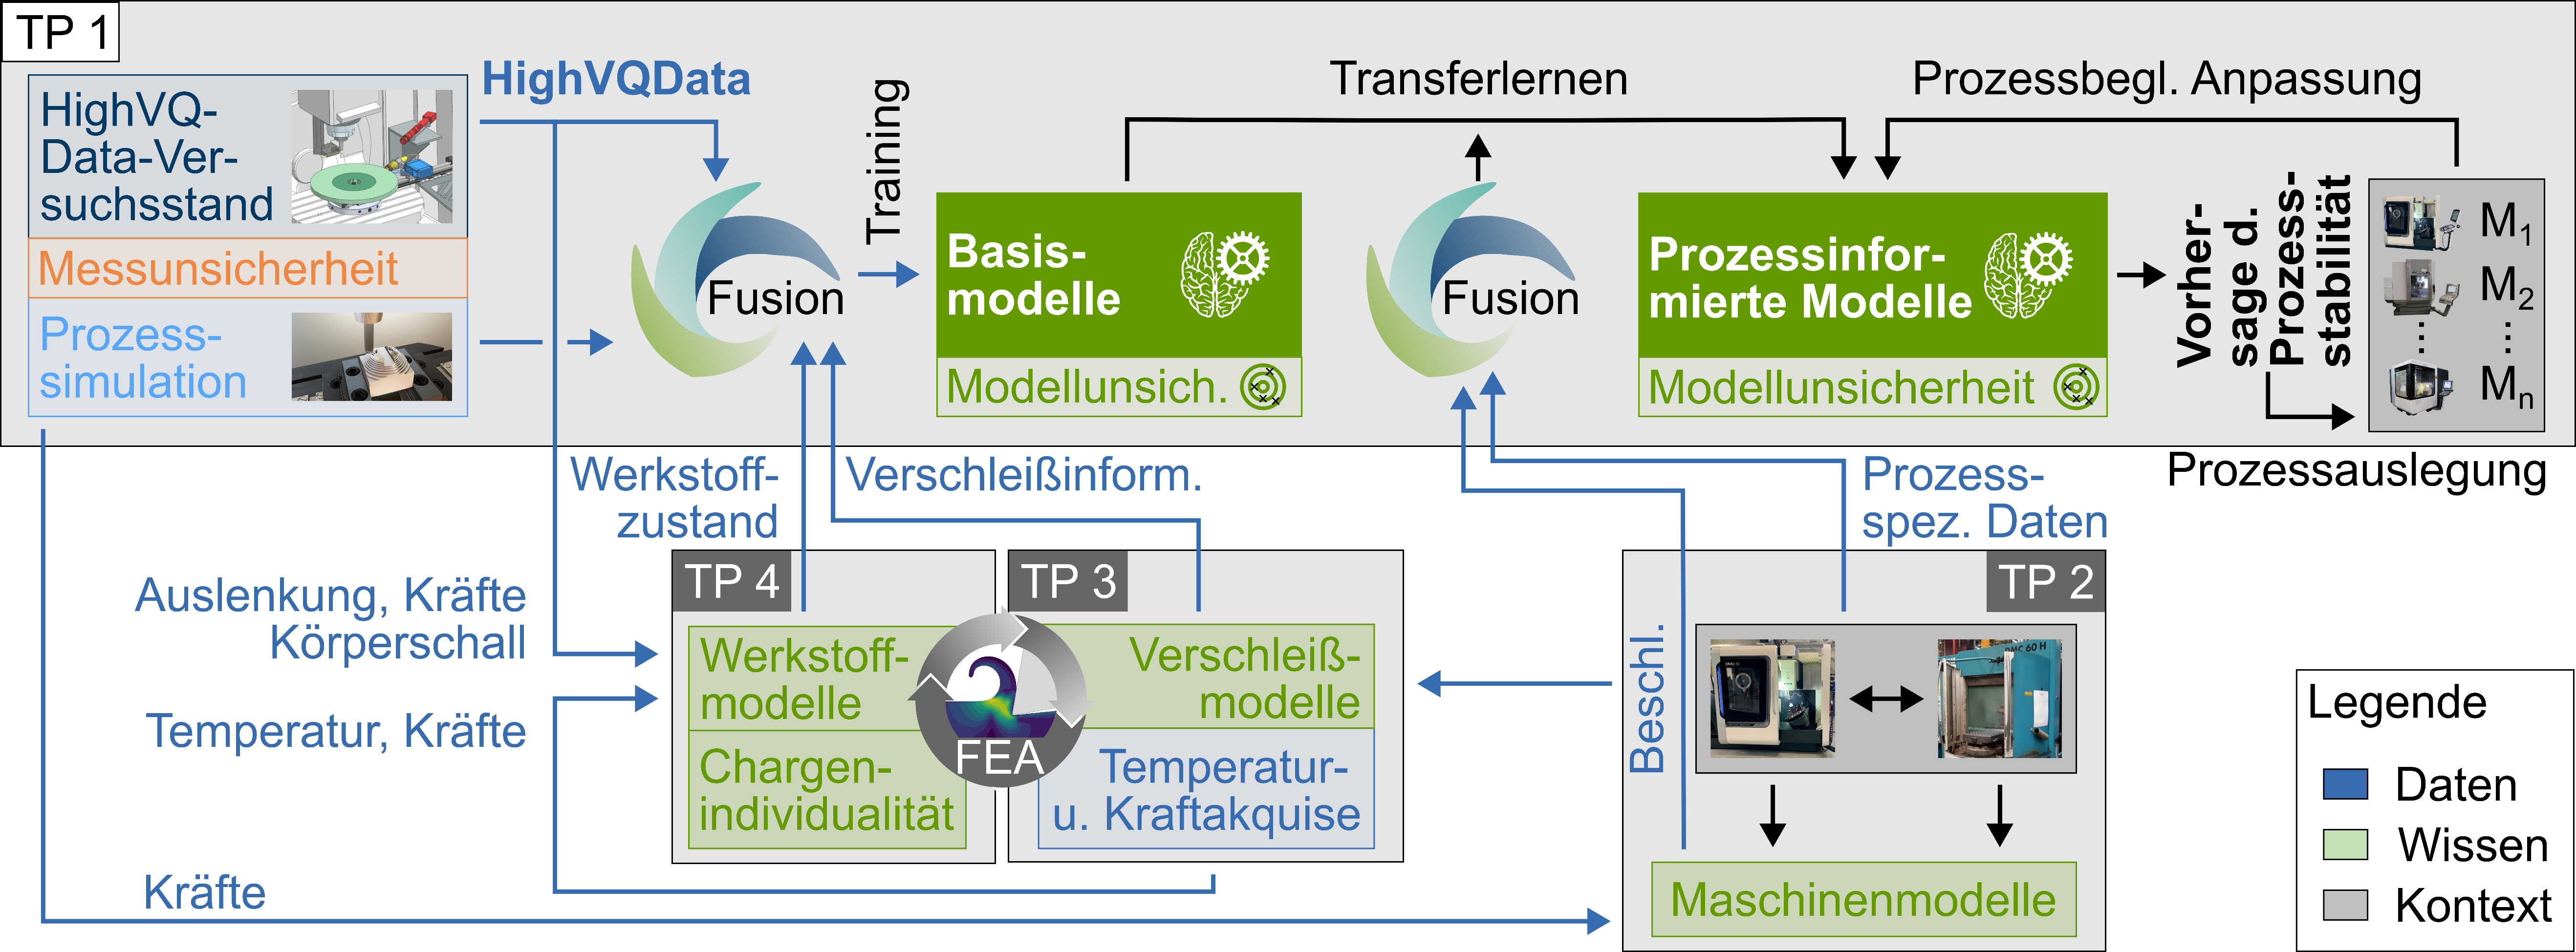 TP 1
HighVQ-
Data-Ver-
suchsstand
Messunsicherheit
Prozess-
simulation
HighVQData
Training
Fusion
Basis-
modelle
Modellunsich.
Transferlernen
Fusion
Prozessbegl. Anpassung
Prozessinfor-
mierte Modelle
Modellunsicherheit
Vorher-
sage d.
Prozess-
stabilität
M1
M2
⋮ ⋮
Mn
Prozessauslegung
Werkstoff-
zustand
Verschleißinform.
Prozess-
spez. Daten
Auslenkung, Kräfte
Körperschall
Temperatur, Kräfte
Kräfte
TP 4
Werkstoff-
modelle
Chargen-
individualität
FEA
TP 3
Verschleiß-
modelle
Temperatur-
u. Kraftakquise
Beschl.
TP 2
DMC 60 H
Maschinenmodelle
Legende
Daten
Wissen
Kontext